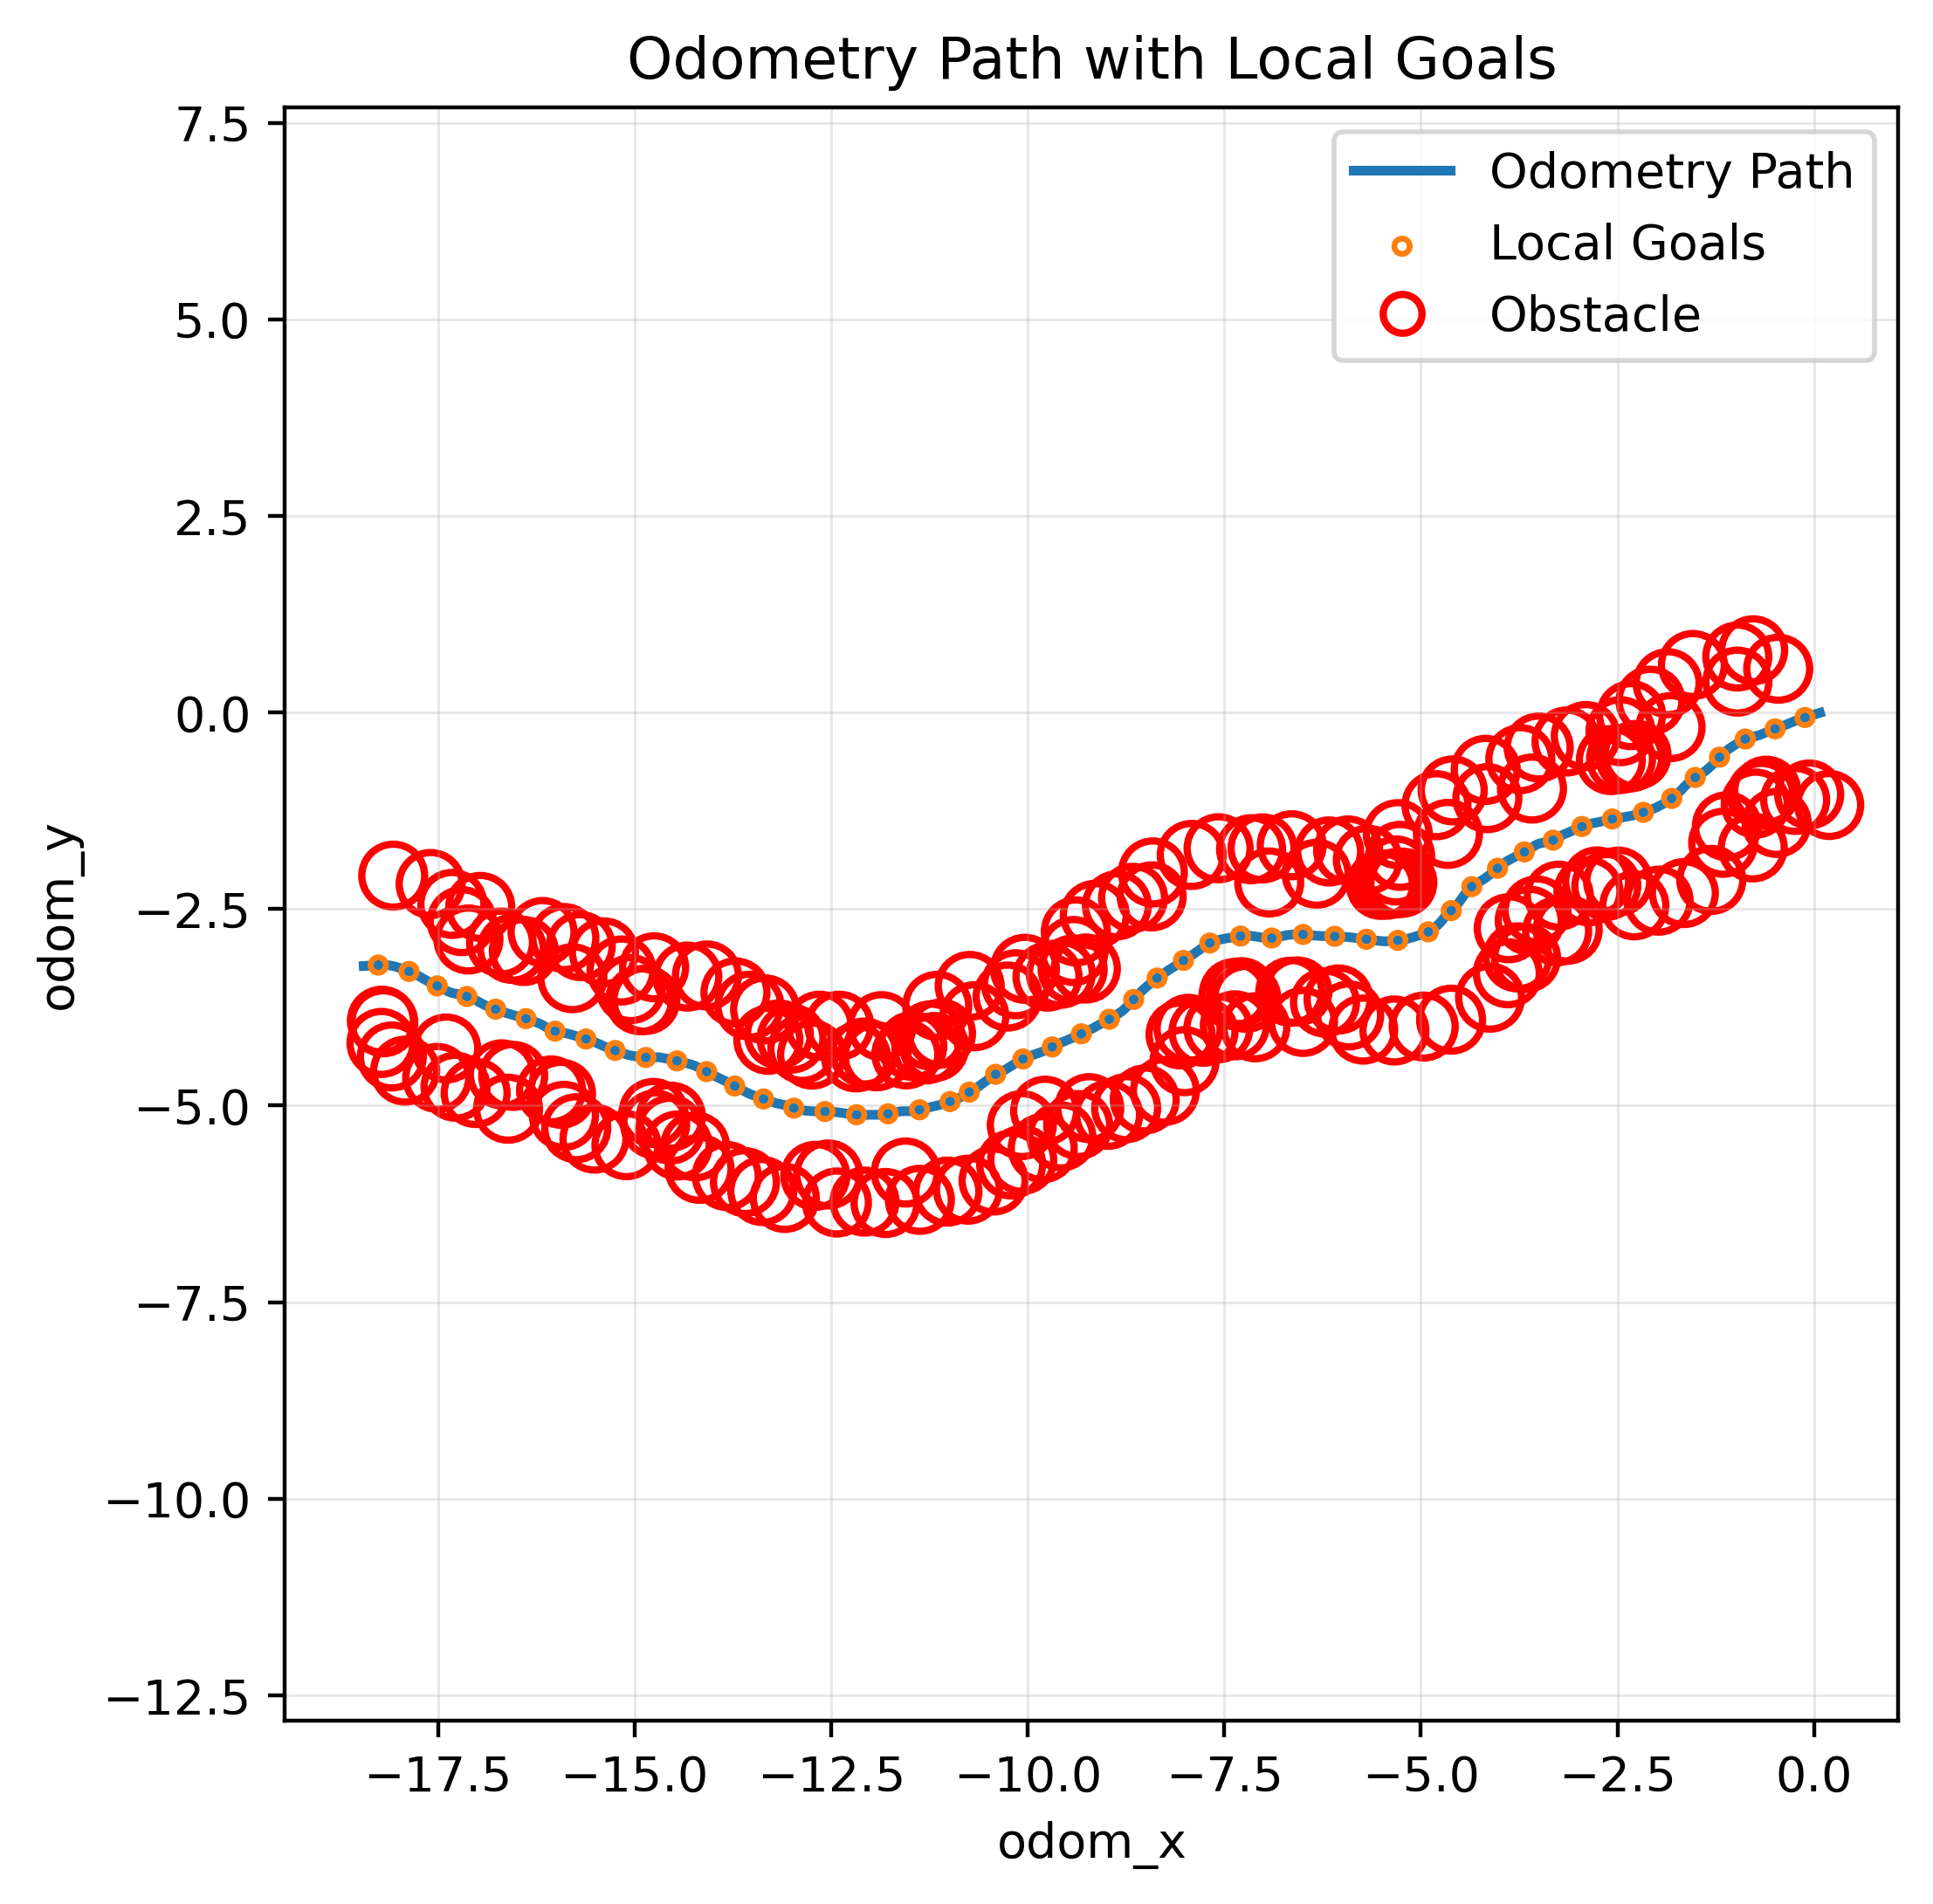 Odometry Path with Local Goals
7.5
5.0
2.5
0.0
−2.5
−5.0
−7.5
−10.0
−12.5
odom_y
Odometry Path
Local Goals
Obstacle
−17.5 −15.0 −12.5 −10.0 −7.5 −5.0 −2.5 0.0
odom_x